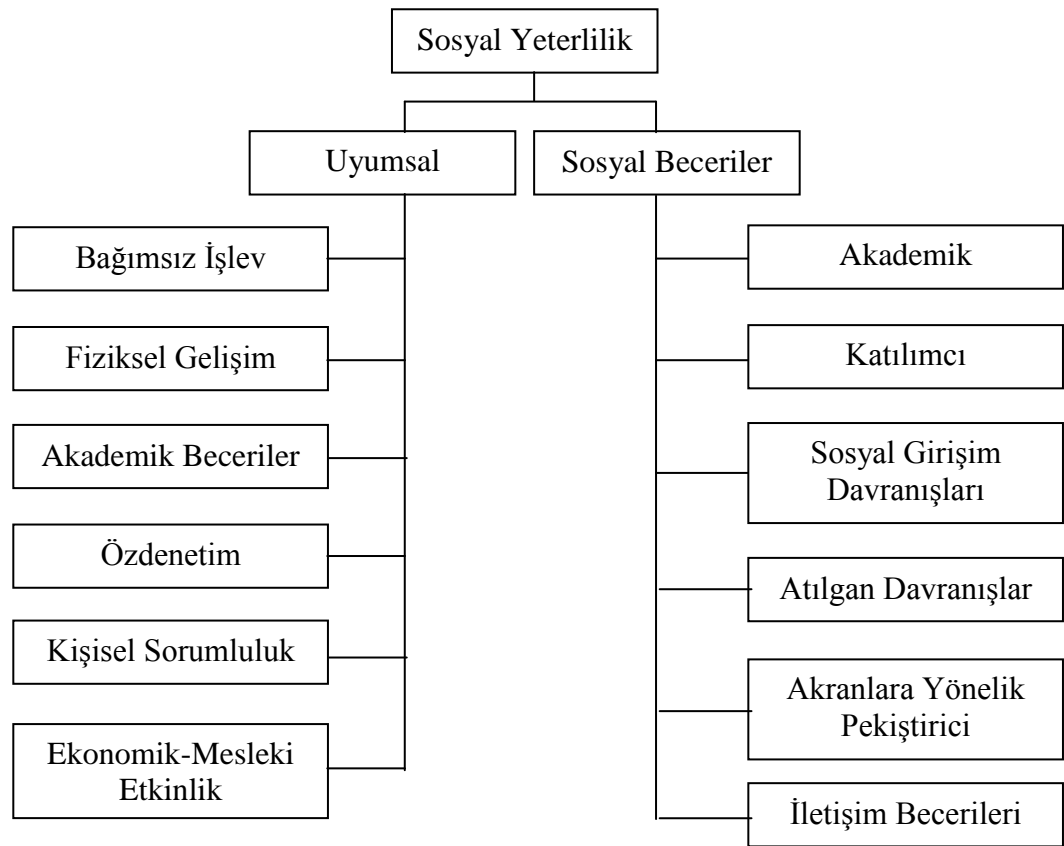 Sosyal Yeterlilik
Uyumsal
Sosyal Beceriler
Bağımsız İşlev
Fiziksel Gelişim
Akademik Beceriler
Özdenetim
Kişisel Sorumluluk
Ekonomik-Mesleki
Etkinlik
Akademik
Katılımcı
Sosyal Girişim
Davranışları
Atılgan Davranışlar
Akranlara Yönelik
Pekiştirici
İletişim Becerileri